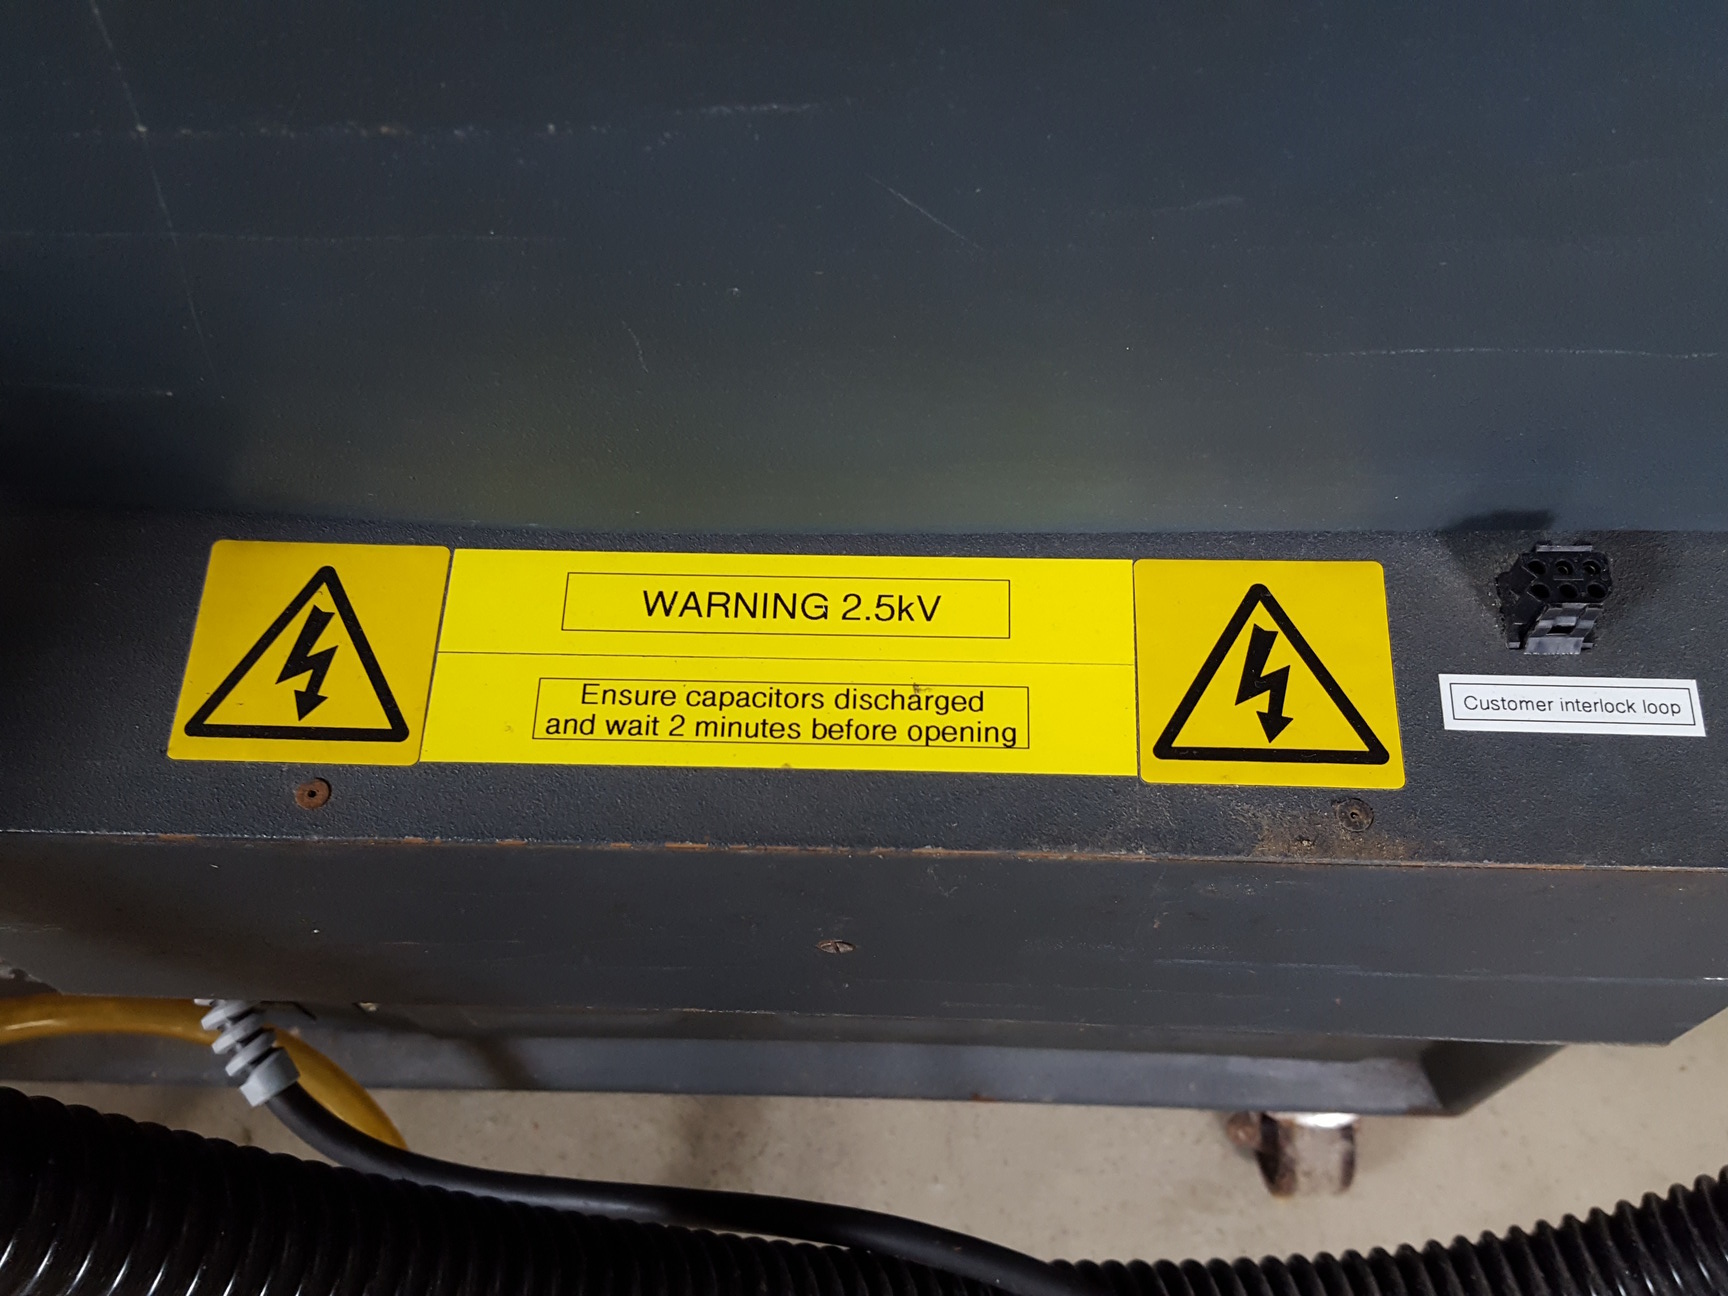 WARNING 2.5kV
Ensure capacitors discharged
and wait 2 minutes before opening
Customer interlock loop